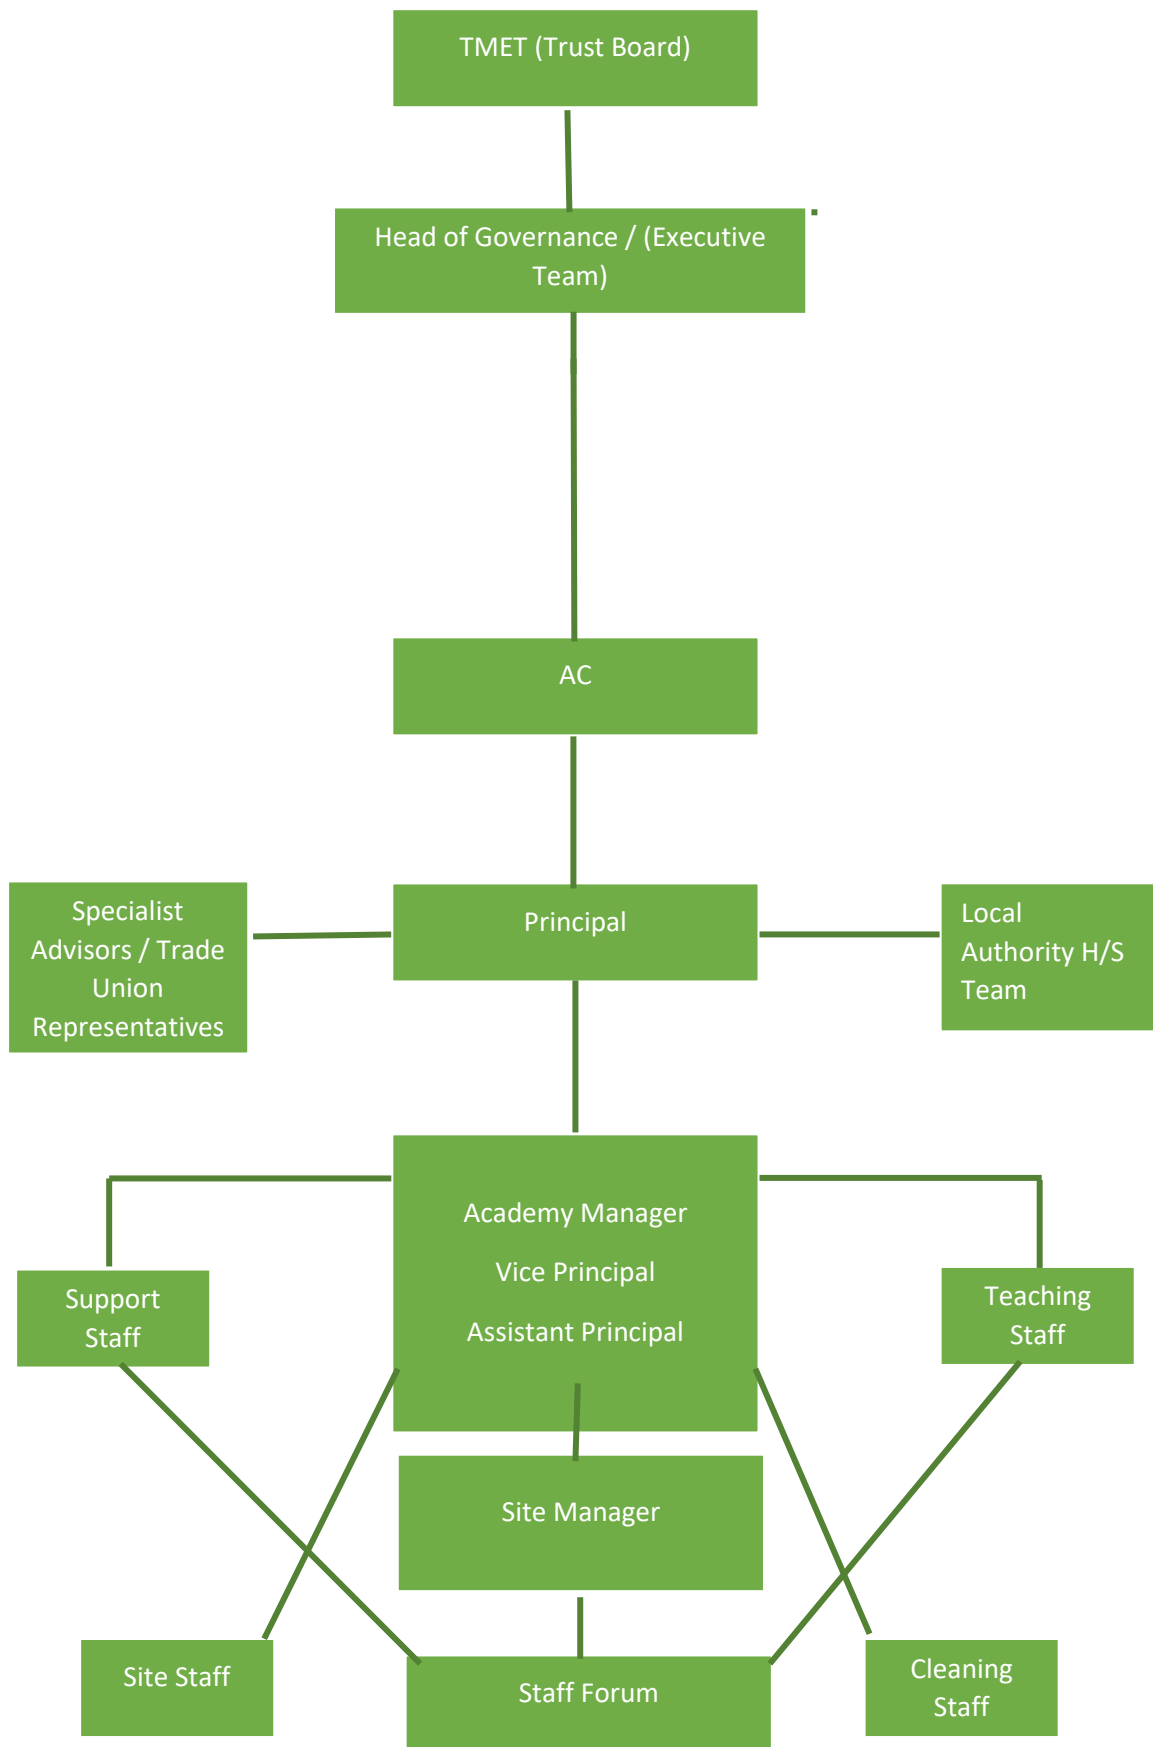 TMET (Trust Board)
Head of Governance / (Executive
Team)
AC
Specialist
Advisors / Trade
Union
Representatives
Principal
Local
Authority H/S
Team
Academy Manager
Vice Principal
Assistant Principal
Support
Staff
Teaching
Staff
Site Manager
Site Staff
Staff Forum
Cleaning
Staff